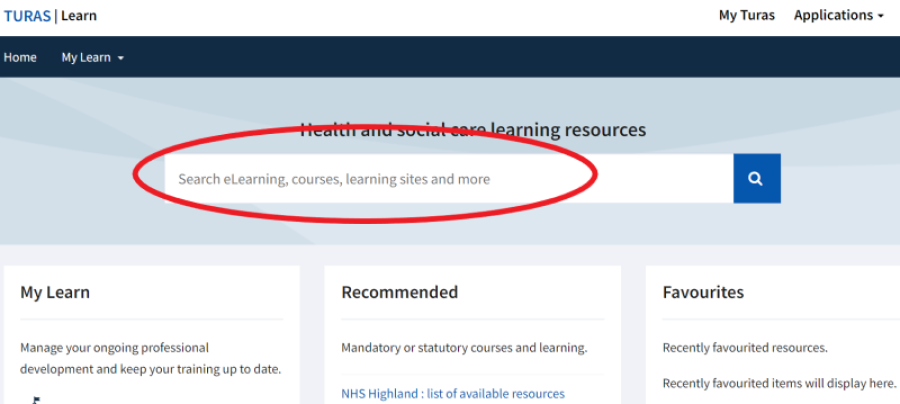 TURAS | Learn
My Turas Applications
Home My Learn
Health and social care learning resources
Search eLearning, courses, learning sites and more
My Learn
Manage your ongoing professional
development and keep your training up to date.
Recommended
Mandatory or statutory courses and learning.
NHS Highland : list of available resources
Favourites
Recently favourited resources.
Recently favourited items will display here.